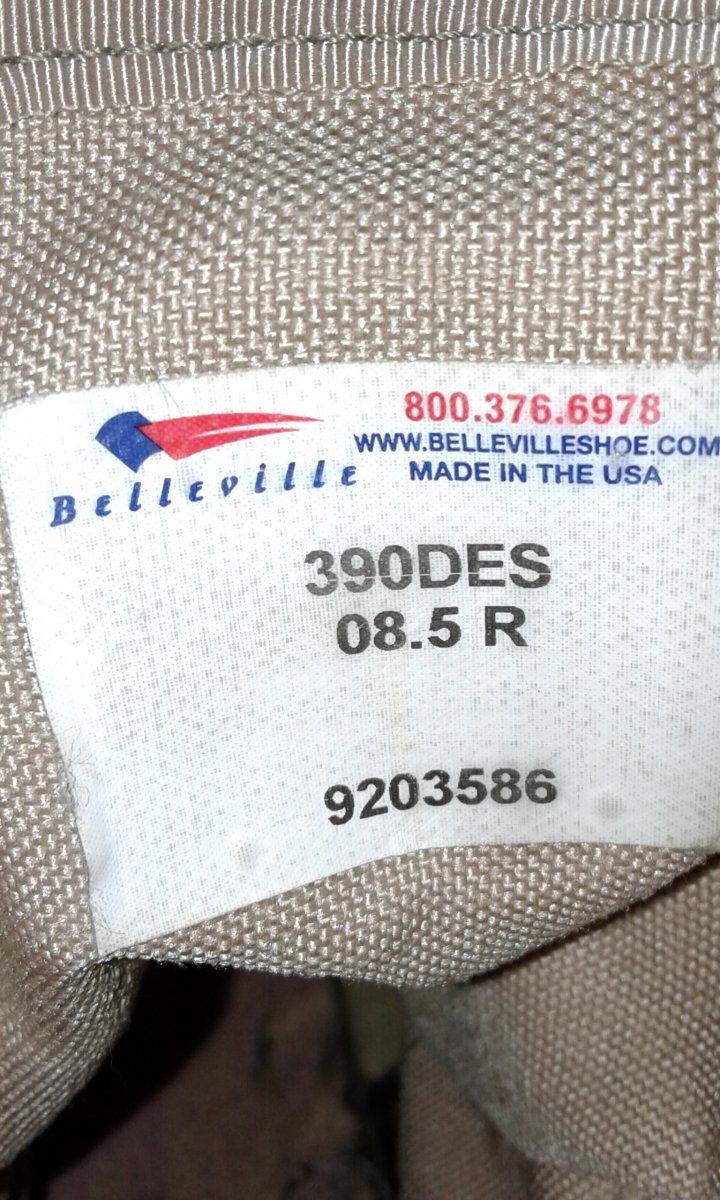 800.376.6978
WWW.BELLEVILLESHOE.COM
MADE IN THE USA
Belleville
390DES
08.5 R
9203586